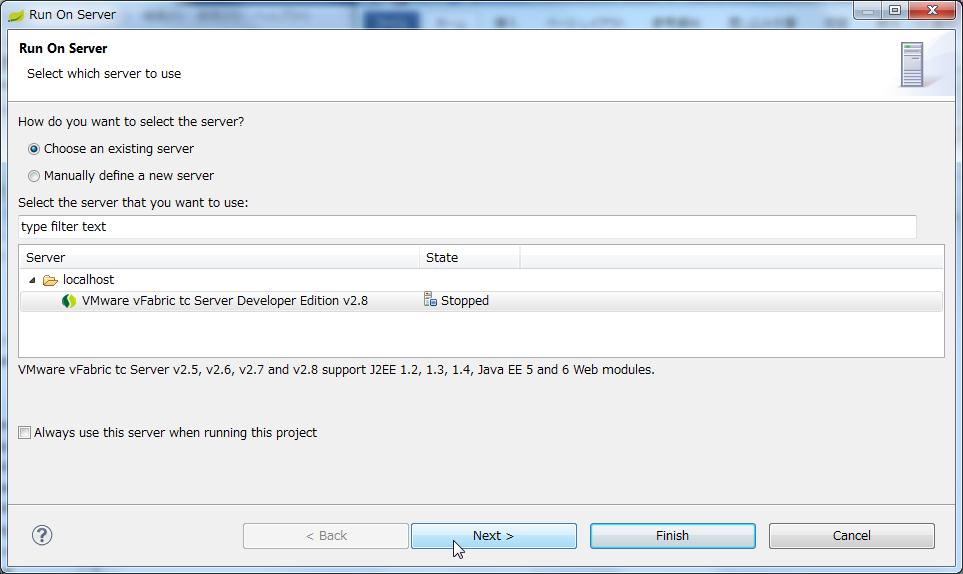 Run On Server
Run On Server
Select which server to use
How do you want to select the server?
Choose an existing server
Manually define a new server
Select the server that you want to use:
type filter text
Server State
localhost
VMware vFabric tc Server Developer Edition v2.8 Stopped
VMware vFabric tc Server v2.5, v2.6, v2.7 and v2.8 support J2EE 1.2, 1.3, 1.4, Java EE 5 and 6 Web modules.
Always use this server when running this project
? < Back Next > Finish Cancel